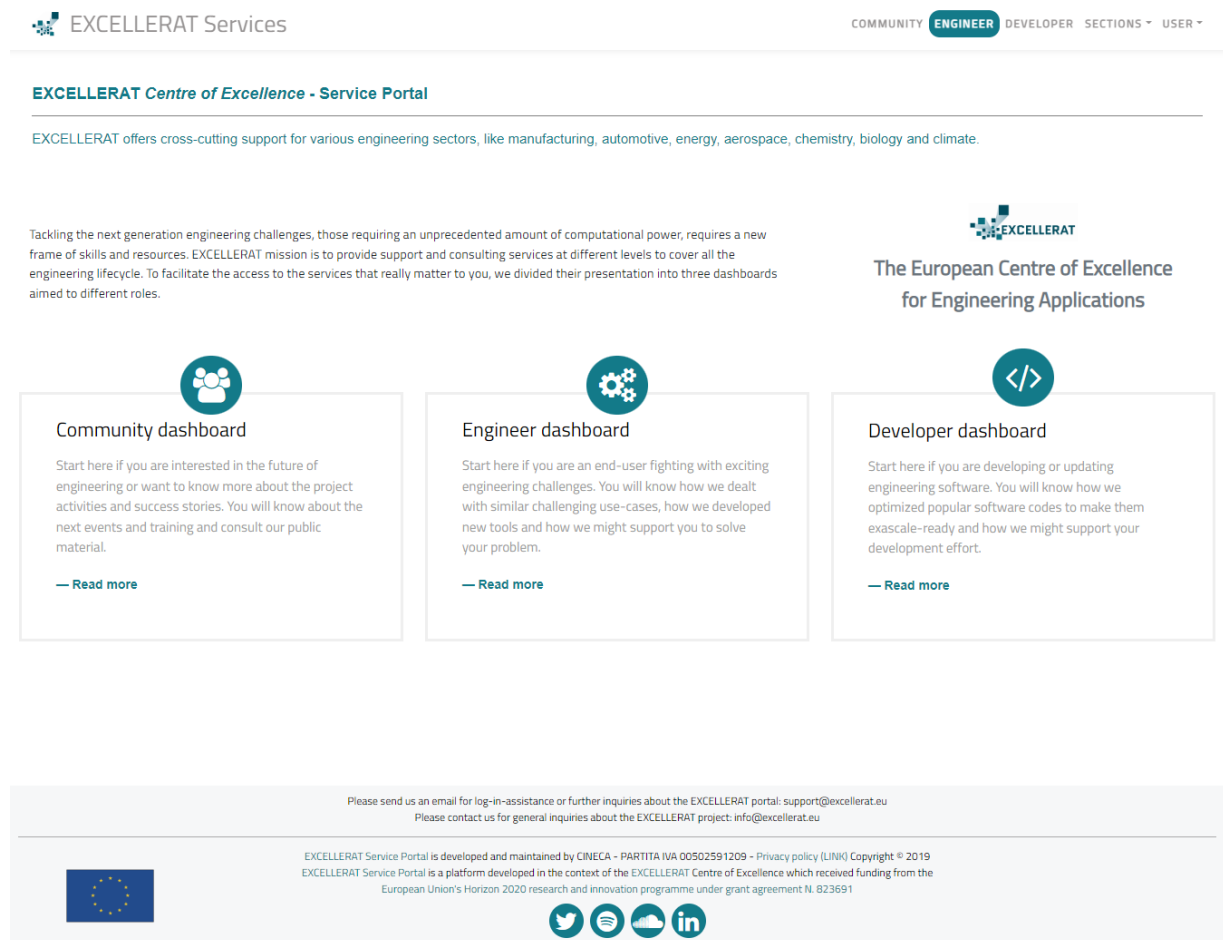 EXCELLERAT Services
COMMUNITY ENGINEER DEVELOPER SECTIONS USER
EXCELLERAT Centre of Excellence - Service Portal
EXCELLERAT offers cross-cutting support for various engineering sectors, like manufacturing, automotive, energy, aerospace, chemistry, biology and climate.
Tackling the next generation engineering challenges, those requiring an unprecedented amount of computational power, requires a new
frame of skills and resources. EXCELLERAT mission is to provide support and consulting services at different levels to cover all the
engineering lifecycle. To facilitate the access to the services that really matter to you, we divided their presentation into three dashboards
aimed to different roles.
EXCELLERAT
The European Centre of Excellence
for Engineering Applications
Community dashboard
Start here if you are interested in the future of
engineering or want to know more about the project
activities and success stories. You will know about the
next events and training and consult our public
material.
— Read more
Engineer dashboard
Start here if you are an end-user fighting with exciting
engineering challenges. You will know how we dealt
with similar challenging use-cases, how we developed
new tools and how we might support you to solve
your problem.
— Read more
Developer dashboard
Start here if you are developing or updating
engineering software. You will know how we
optimized popular software codes to make them
exascale-ready and how we might support your
development effort.
— Read more
Please send us an email for log-in-assistance or further inquiries about the EXCELLERAT portal: support@excellerat.eu
Please contact us for general inquiries about the EXCELLERAT project: info@excellerat.eu
EXCELLERAT Service Portal is developed and maintained by CINECA - PARTITA IVA 00502591209 - Privacy policy (LINK) Copyright © 2019
EXCELLERAT Service Portal is a platform developed in the context of the EXCELLERAT Centre of Excellence which received funding from the
European Union's Horizon 2020 research and innovation programme under grant agreement N. 823691
in